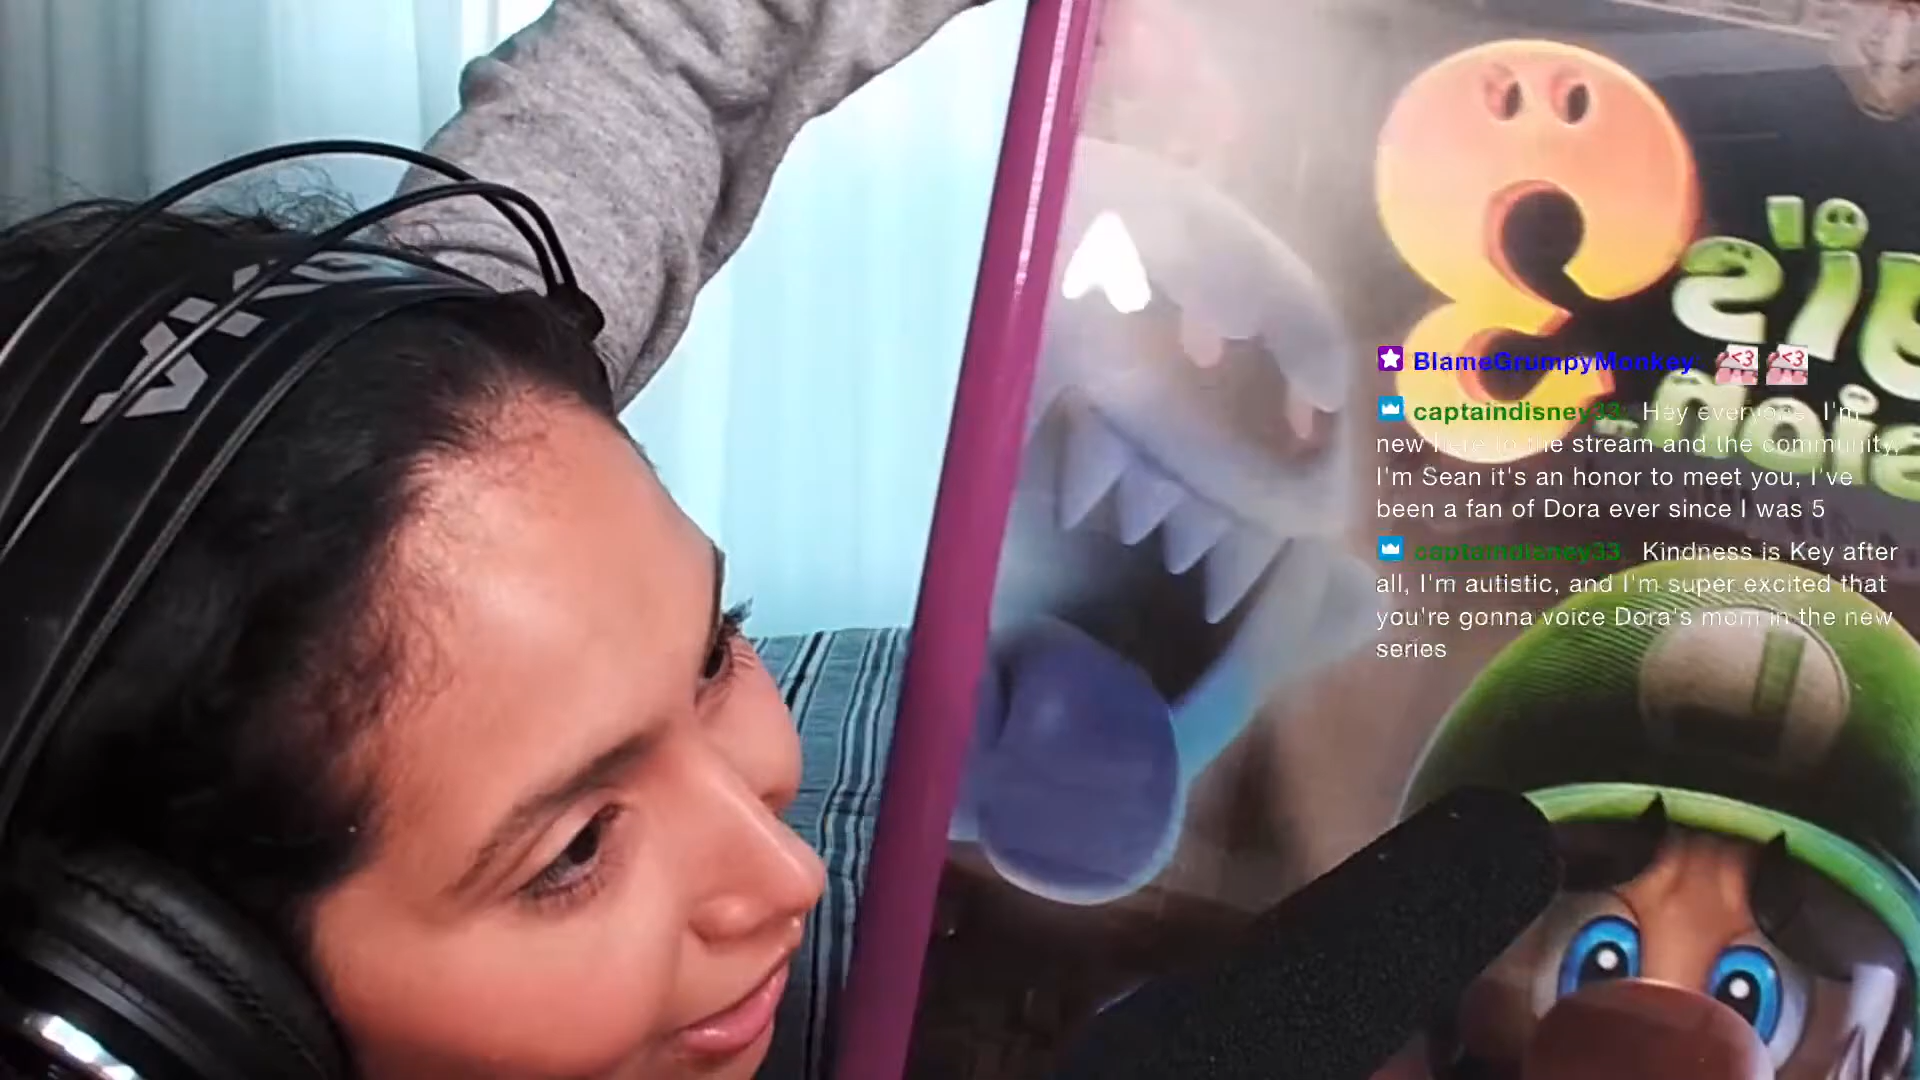 BlameGrumpyMonkey: <3 <3
captaindisney33: Hey everyone, I'm
new here to the stream and the community,
I'm Sean it's an honor to meet you, I've
been a fan of Dora ever since I was 5
captaindisney33: Kindness is Key after
all, I'm autistic, and I'm super excited that
you're gonna voice Dora's mom in the new
series